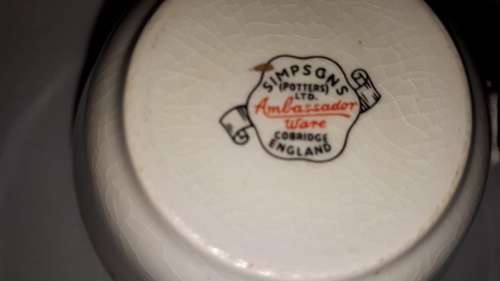 SIMPSONS
(POTTERS)
LTD.
Ambassador
Ware
COBRIDGE
ENGLAND